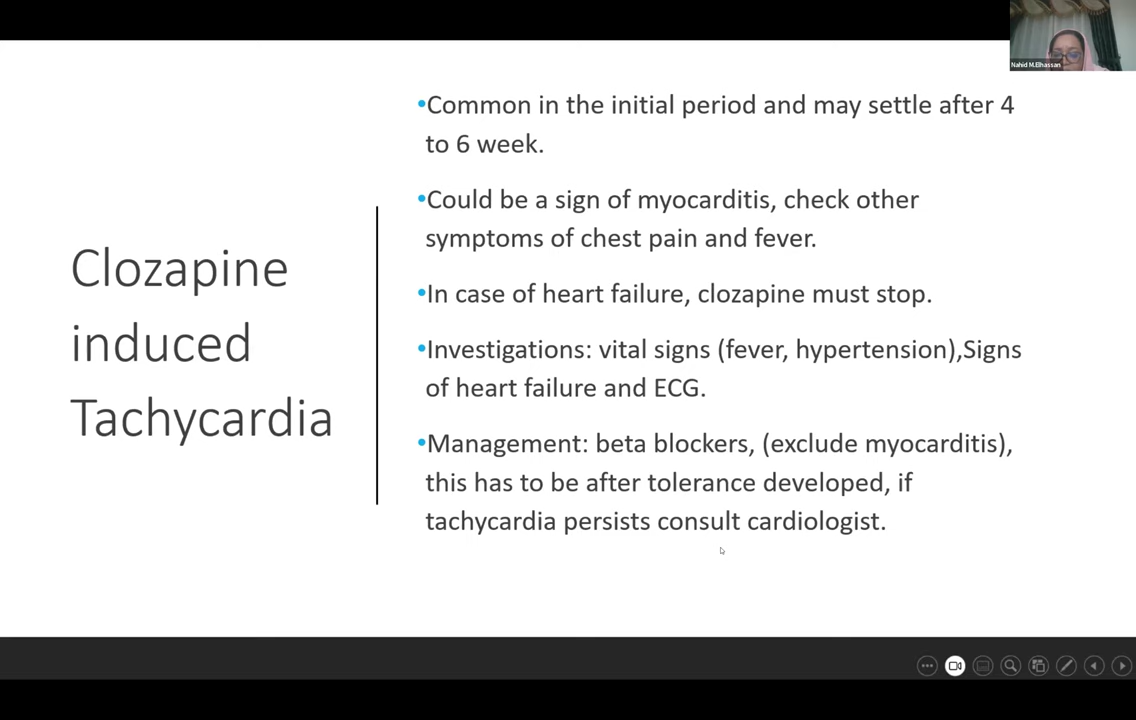 Nahid M.Elhassan
Clozapine
induced
Tachycardia
•Common in the initial period and may settle after 4
to 6 week.
•Could be a sign of myocarditis, check other
symptoms of chest pain and fever.
•In case of heart failure, clozapine must stop.
•Investigations: vital signs (fever, hypertension),Signs
of heart failure and ECG.
•Management: beta blockers, (exclude myocarditis),
this has to be after tolerance developed, if
tachycardia persists consult cardiologist.